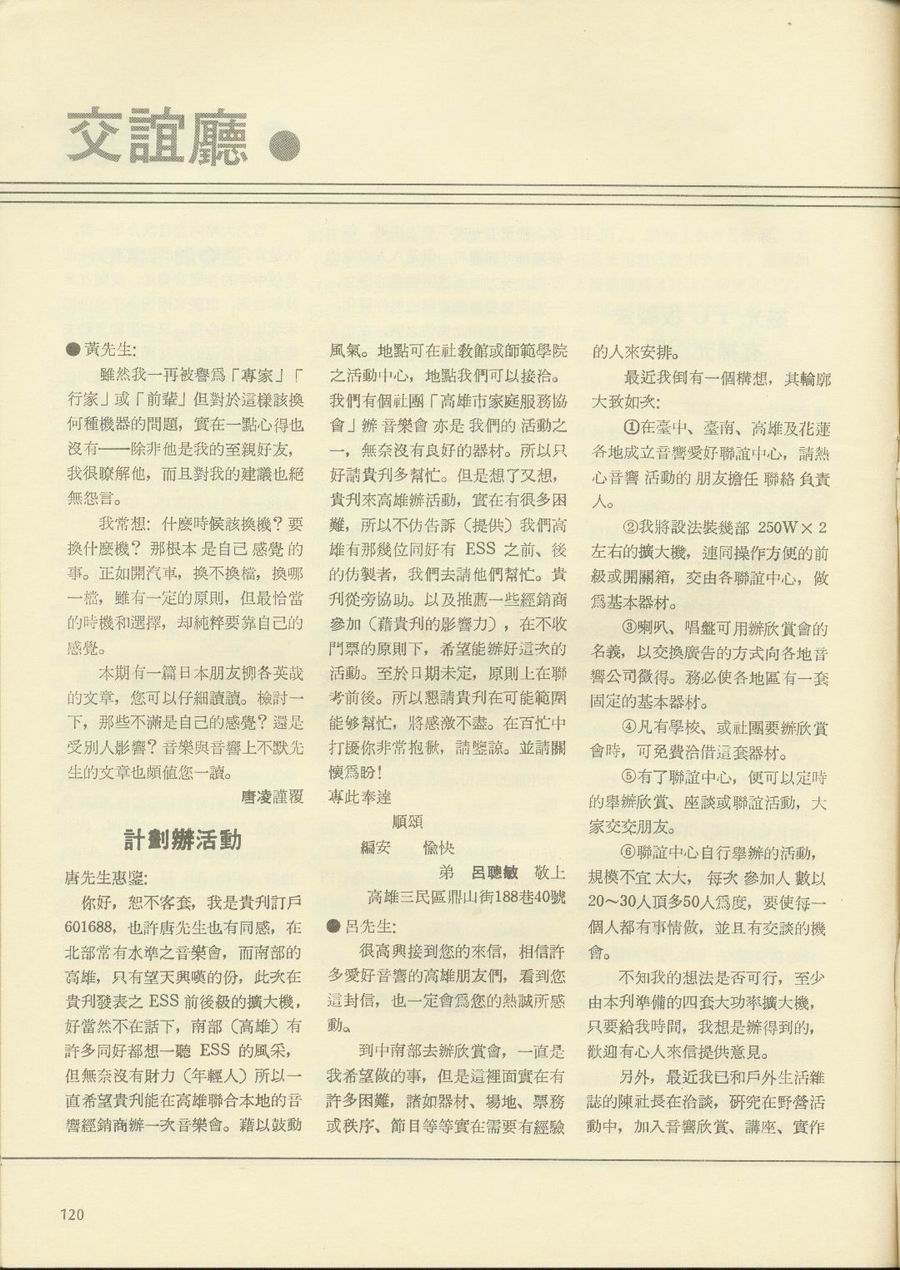 交誼廳●
●黃先生:
雖然我一再被譽爲「專家」「
行家」或「前輩」但對於這樣該換
何種機器的問題，實在一點心得也
沒有——除非他是我的至親好友，
我很瞭解他，而且對我的建議也絕
無怨言。
我常想: 什麽時候該換機? 要
換什麽機? 那根本是自己感覺的
事。正如開汽車，換不換檔，換哪
一檔，雖有一定的原則，但最恰當
的時機和選擇，却純粹要靠自己的
感覺。
本期有一篇日本朋友柳各英哉
的文章，您可以仔細讀讀。檢討一
下，那些不滿是自己的感覺? 還是
受別人影響? 音樂與音響上不默先
生的文章也頗値您一讀。
唐凌謹覆
計劃辦活動
唐先生惠鑒:
你好，恕不客套，我是貴刋訂戶
601688，也許唐先生也有同感，在
北部常有水準之音樂會，而南部的
高雄，只有望天興嘆的份，此次在
貴刋發表之 ESS 前後級的擴大機，
好當然不在話下，南部（高雄）有
許多同好都想一聽 ESS 的風采，
但無奈沒有財力（年輕人）所以一
直希望貴刋能在高雄聯合本地的音
響經銷商辦一次音樂會。藉以鼓動
風氣。地點可在社敎館或師範學院
之活動中心，地點我們可以接洽。
我們有個社團「高雄市家庭服務協
會」辦音樂會亦是我們的活動之
一，無奈沒有良好的器材。所以只
好請貴刋多幫忙。但是想了又想，
貴刋來高雄辦活動，實在有很多困
難，所以不仿告訴（提供）我們高
雄有那幾位同好有 ESS 之前、後
的仿製者，我們去請他們幫忙。貴
刋從旁協助。以及推薦一些經銷商
參加（藉貴刋的影響力），在不收
門票的原則下，希望能辦好這次的
活動。至於日期未定，原則上在聯
考前後。所以懇請貴刋在可能範圍
能够幫忙，將感激不盡。在百忙中
打擾你非常抱歉，請鑒諒。並請關
懷爲盼!
專此奉達
順頌
編安　愉快
弟　呂聰敏　敬上
高雄三民區鼎山街188巷40號
●呂先生:
很高興接到您的來信，相信許
多愛好音響的高雄朋友們，看到您
這封信，也一定會爲您的熱誠所感
動。
到中南部去辦欣賞會，一直是
我希望做的事，但是這裡面實在有
許多困難，諸如器材、場地、票務
或秩序、節目等等實在需要有經驗
的人來安排。
最近我倒有一個構想，其輪廓
大致如次:
①在臺中、臺南、高雄及花蓮
各地成立音響愛好聯誼中心，請熱
心音響活動的朋友擔任聯絡負責
人。
②我將設法裝幾部 250W×2
左右的擴大機，連同操作方便的前
級或開關箱，交由各聯誼中心，做
爲基本器材。
③喇叭、唱盤可用辦欣賞會的
名義，以交換廣告的方式向各地音
響公司徵得。務必使各地區有一套
固定的基本器材。
④凡有學校、或社團要辦欣賞
會時，可免費洽借這套器材。
⑤有了聯誼中心，便可以定時
的舉辦欣賞、座談或聯誼活動，大
家交交朋友。
⑥聯誼中心自行舉辦的活動，
規模不宜太大，每次參加人數以
20～30人頂多50人爲度，要使每一
個人都有事情做，並且有交談的機
會。
不知我的想法是否可行，至少
由本刋準備的四套大功率擴大機，
只要給我時間，我想是辦得到的，
歡迎有心人來信提供意見。
另外，最近我已和戶外生活雜
誌的陳社長在洽談，硏究在野營活
動中，加入音響欣賞、講座、實作
120